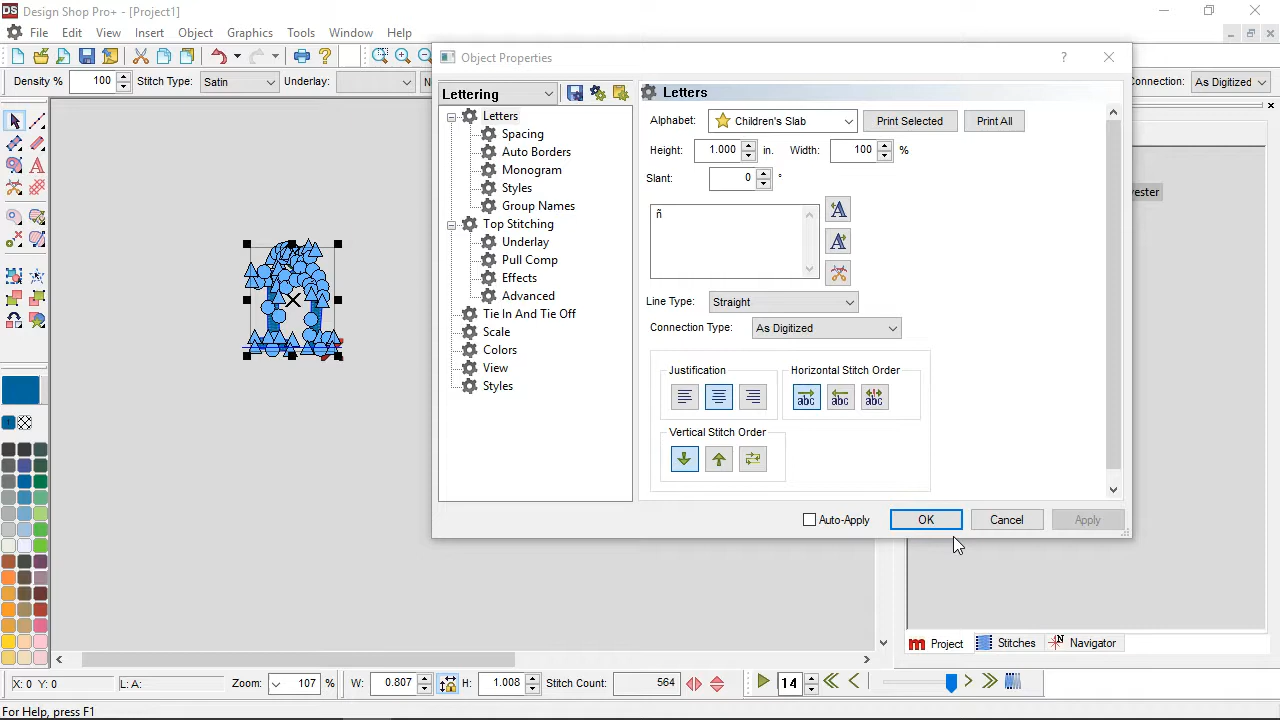 DS Design Shop Pro+ - [Project1]
File Edit View Insert Object Graphics Tools Window Help
Density % 100 Stitch Type: Satin Underlay:
Connection: As Digitized
Object Properties
Lettering
Letters
Spacing
Auto Borders
Monogram
Styles
Group Names
Top Stitching
Underlay
Pull Comp
Effects
Advanced
Tie In And Tie Off
Scale
Colors
View
Styles
Letters
Alphabet: Children's Slab Print Selected Print All
Height: 1.000 in. Width: 100 %
Slant: 0 °
ñ
Line Type: Straight
Connection Type: As Digitized
Justification Horizontal Stitch Order
abc abc abc
Vertical Stitch Order
Auto-Apply OK Cancel Apply
Project Stitches Navigator
X: 0 Y: 0 L: A: Zoom: 107 % W: 0.807 H: 1.008 Stitch Count: 564 14
For Help, press F1